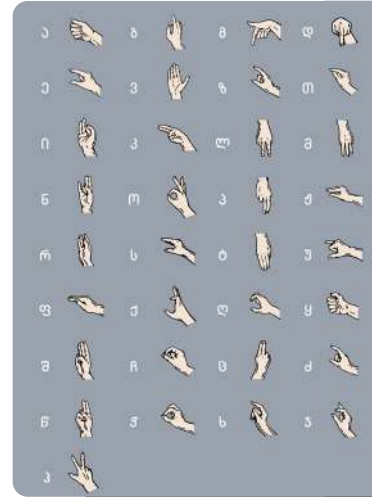 ა ბ გ დ
ე ვ ზ თ
ი კ ლ მ
ნ ო პ ჟ
რ ს ტ უ
ფ ქ ღ ყ
შ ჩ ც ძ
წ ჭ ხ ჯ
ჰ